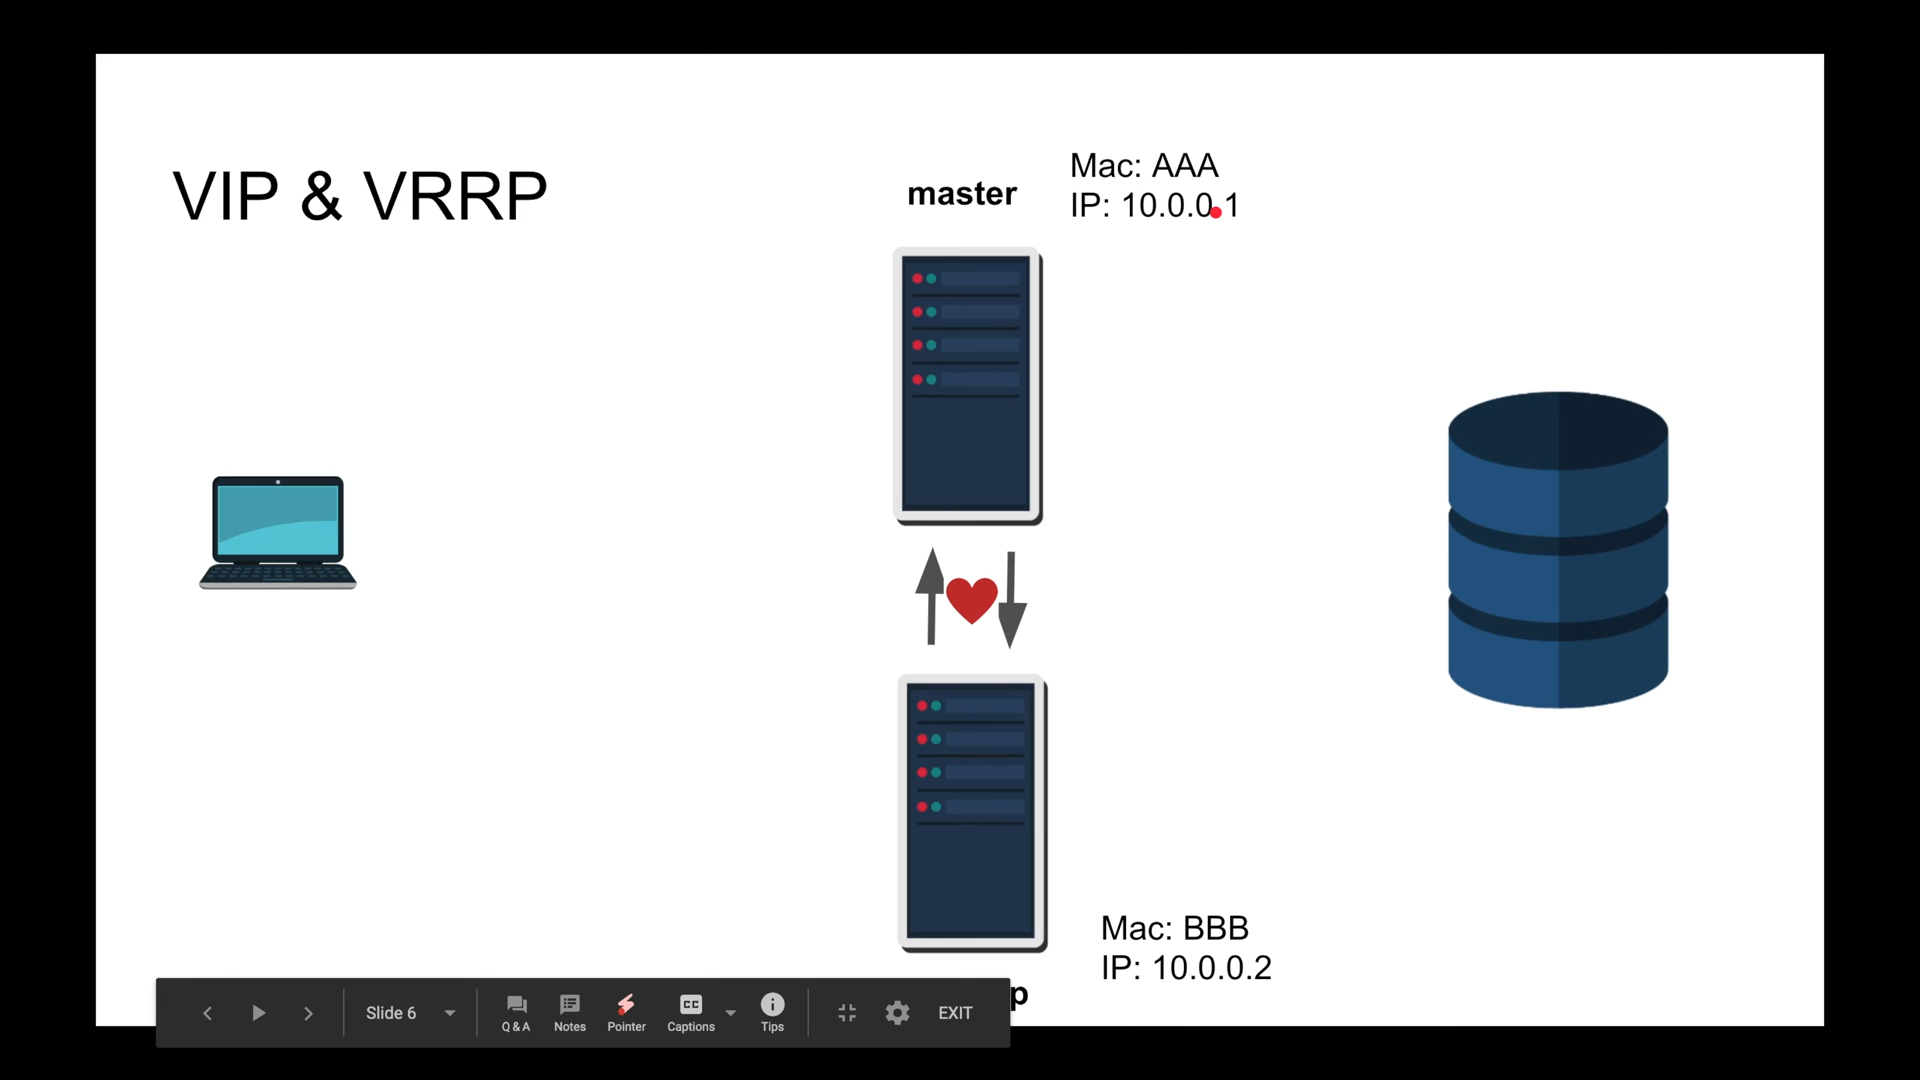 VIP & VRRP
master
Mac: AAA
IP: 10.0.0.1
Mac: BBB
IP: 10.0.0.2
p
Slide 6
Q & A
Notes
Pointer
CC
Captions
Tips
EXIT